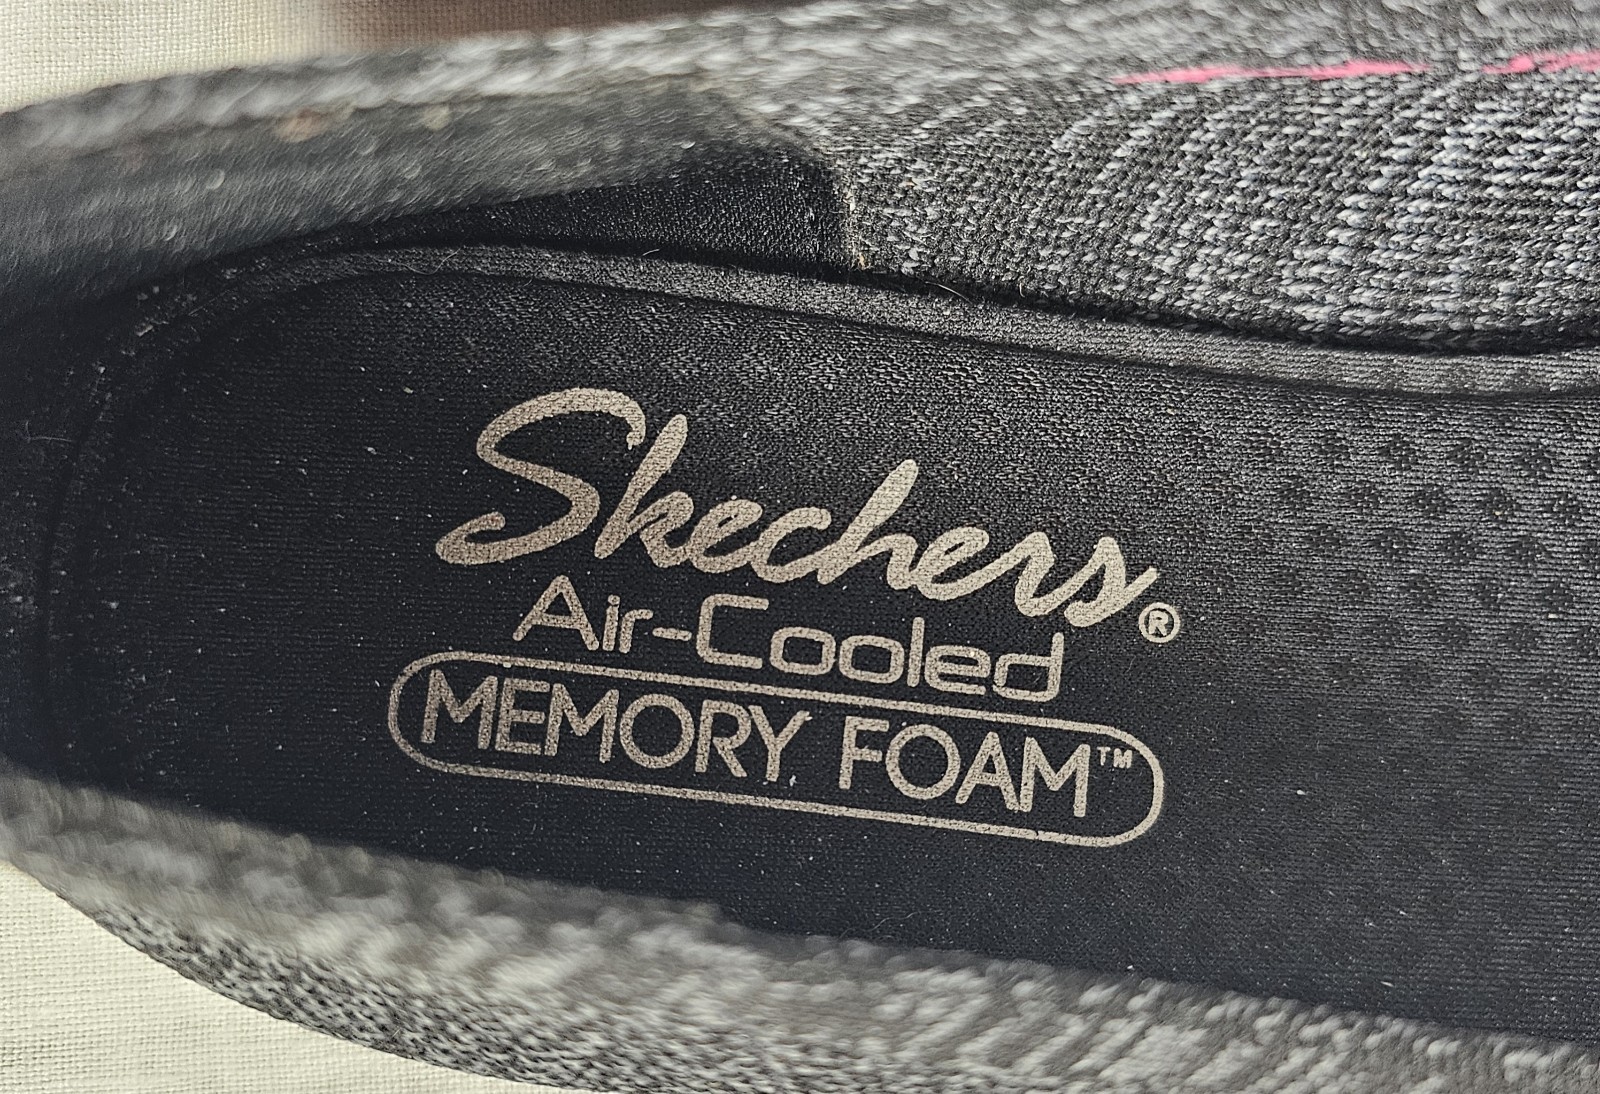 Skechers®
Air-Cooled
MEMORY FOAM™